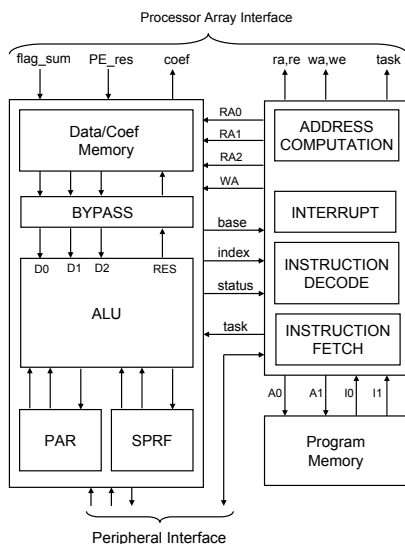 Processor Array Interface
flag_sum PE_res coef ra,re wa,we task
Data/Coef
Memory
RA0
RA1
RA2
WA
ADDRESS
COMPUTATION
BYPASS
base
INTERRUPT
D0 D1 D2 RES
index
status
INSTRUCTION
DECODE
ALU
task
INSTRUCTION
FETCH
A0 A1 I0 I1
PAR SPRF
Program
Memory
Peripheral Interface